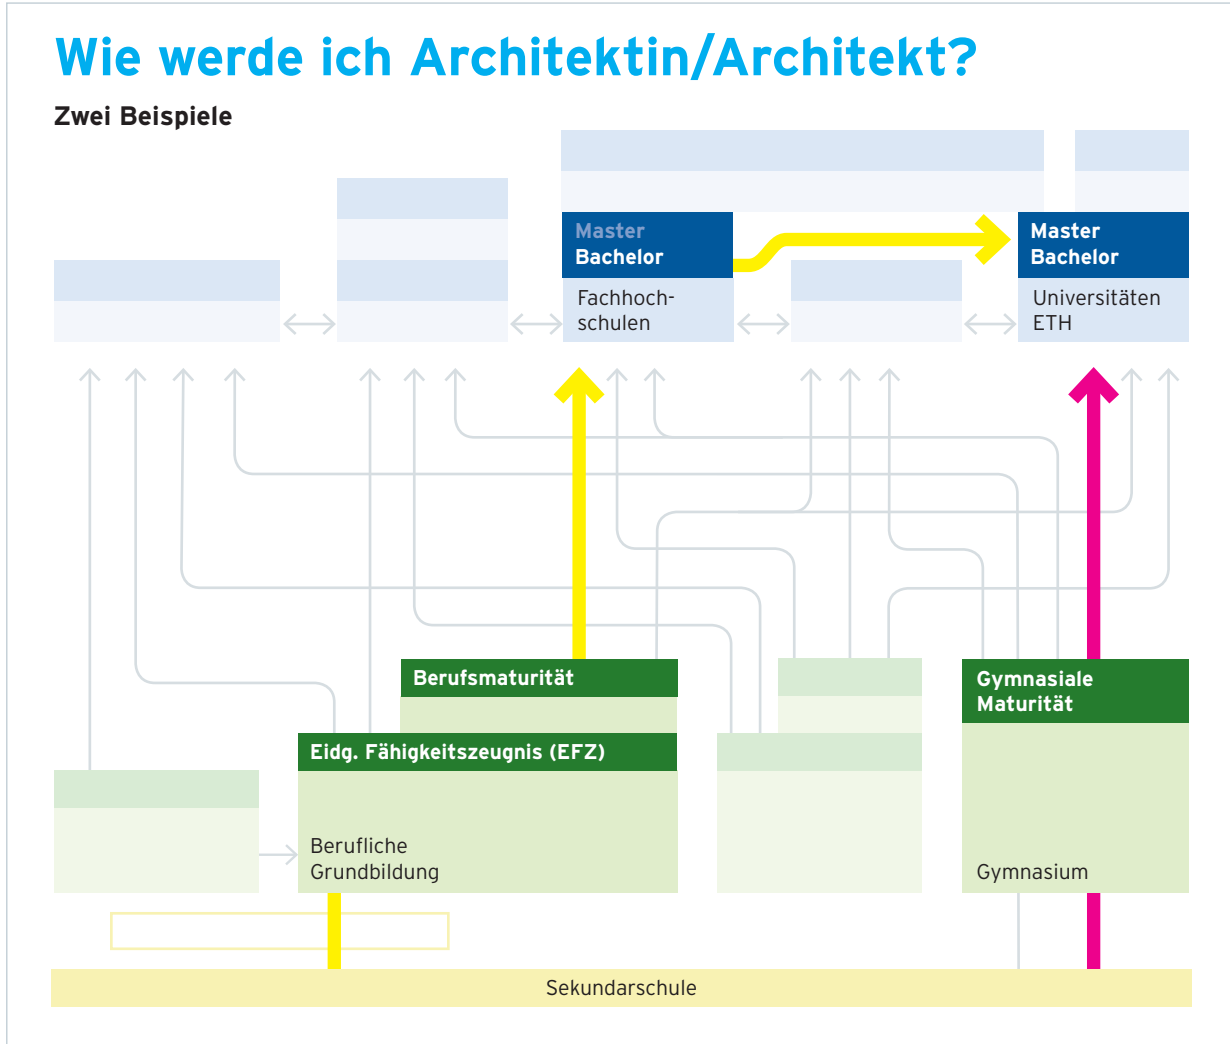 Wie werde ich Architektin/Architekt?
Zwei Beispiele
Master
Bachelor
Fachhoch-
schulen
Master
Bachelor
Universitäten
ETH
Berufsmaturität
Eidg. Fähigkeitszeugnis (EFZ)
Berufliche
Grundbildung
Gymnasiale
Maturität
Gymnasium
Sekundarschule